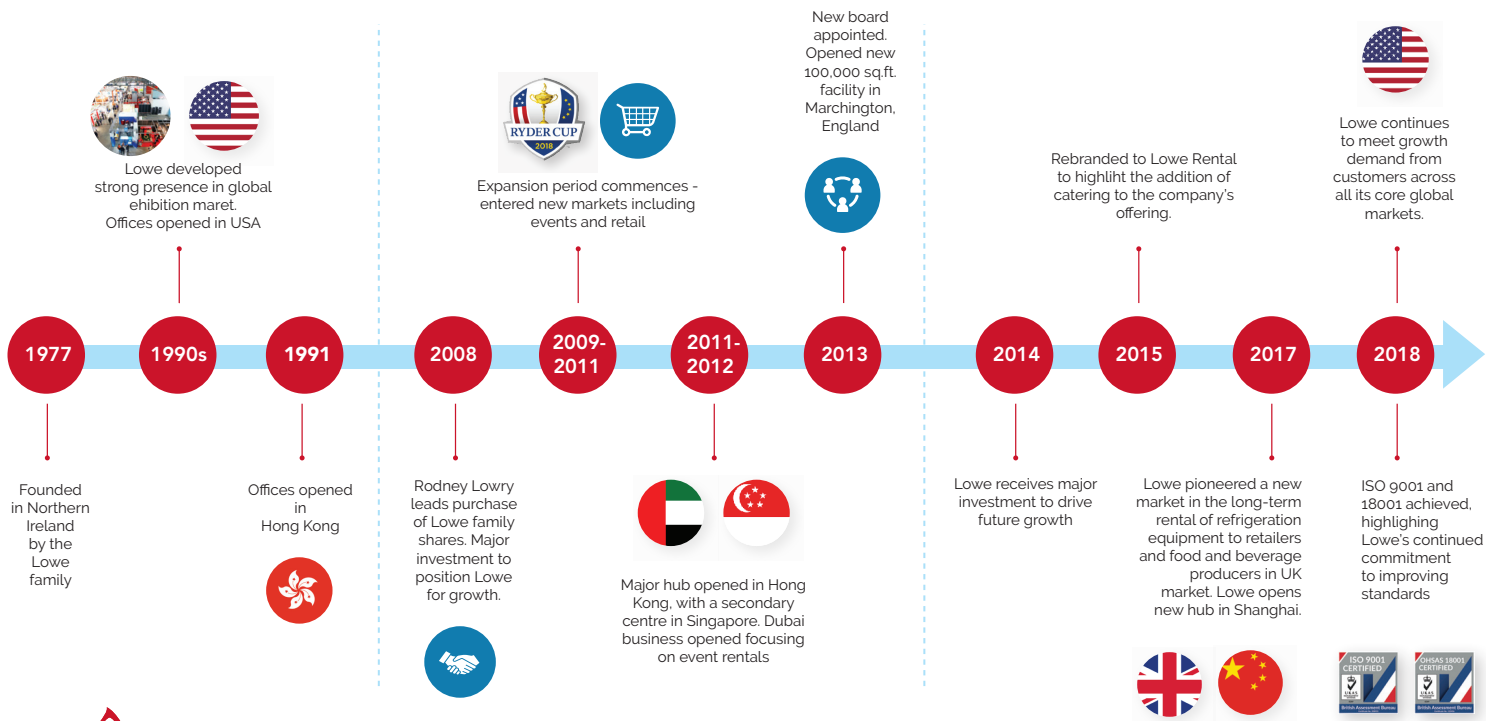 New board
appointed.
Opened new
100,000 sq.ft.
facility in
Marchington,
England
RYDER CUP
2018
Lowe developed
strong presence in global
ehibition maret.
Offices opened in USA
Expansion period commences -
entered new markets including
events and retail
Rebranded to Lowe Rental
to highliht the addition of
catering to the company's
offering.
Lowe continues
to meet growth
demand from
customers across
all its core global
markets.
1977
1990s
1991
2008
2009-
2011
2011-
2012
2013
2014
2015
2017
2018
Founded
in Northern
Ireland
by the
Lowe
family
Offices opened
in
Hong Kong
Rodney Lowry
leads purchase
of Lowe family
shares. Major
investment to
position Lowe
for growth.
Major hub opened in Hong
Kong, with a secondary
centre in Singapore. Dubai
business opened focusing
on event rentals
Lowe receives major
investment to drive
future growth
Lowe pioneered a new
market in the long-term
rental of refrigeration
equipment to retailers
and food and beverage
producers in UK
market. Lowe opens
new hub in Shanghai.
ISO 9001 and
18001 achieved,
highlighing
Lowe's continued
commitment
to improving
standards
ISO 9001
CERTIFIED
UKAS
British Assessment Bureau
OHSAS 18001
CERTIFIED
UKAS
British Assessment Bureau